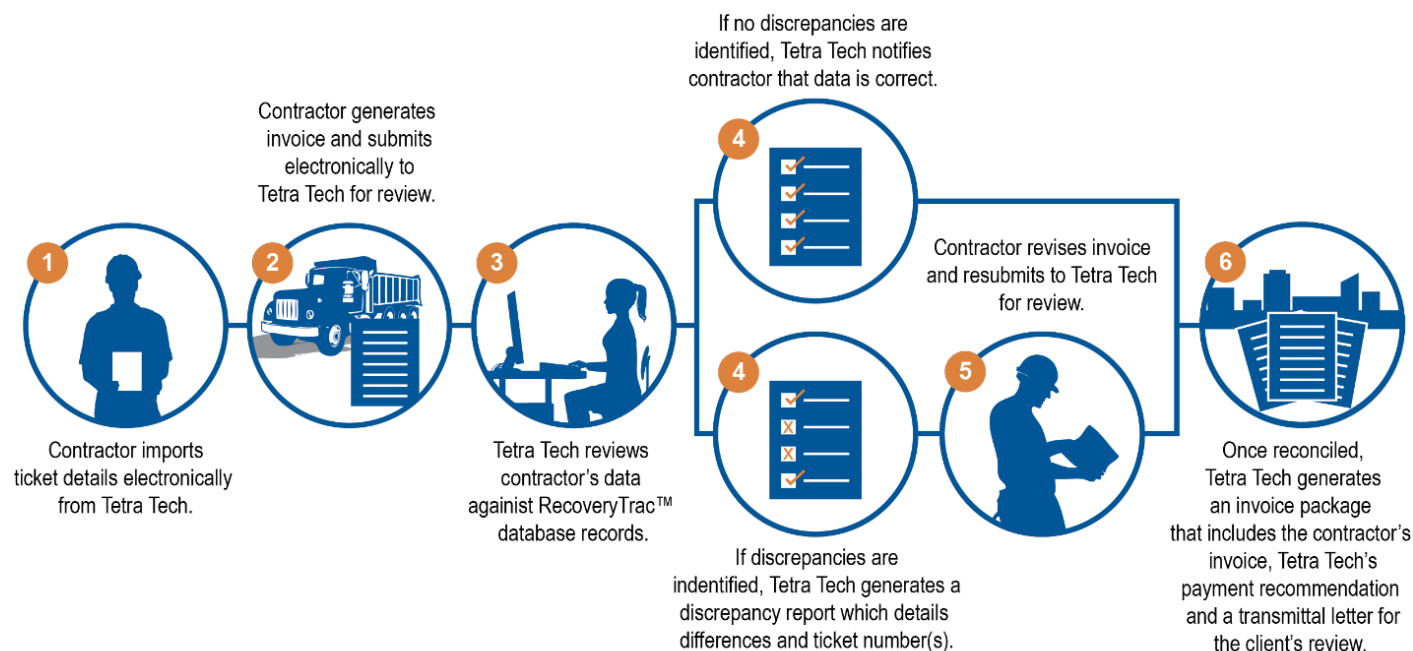 1
Contractor imports
ticket details electronically
from Tetra Tech.
Contractor generates
invoice and submits
electronically to
Tetra Tech for review.
2
3
Tetra Tech reviews
contractor's data
againist RecoveryTrac™
database records.
If no discrepancies are
identified, Tetra Tech notifies
contractor that data is correct.
4
4
If discrepancies are
indentified, Tetra Tech generates a
discrepancy report which details
differences and ticket number(s).
Contractor revises invoice
and resubmits to Tetra Tech
for review.
5
6
Once reconciled,
Tetra Tech generates
an invoice package
that includes the contractor's
invoice, Tetra Tech's
payment recommendation
and a transmittal letter for
the client's review.